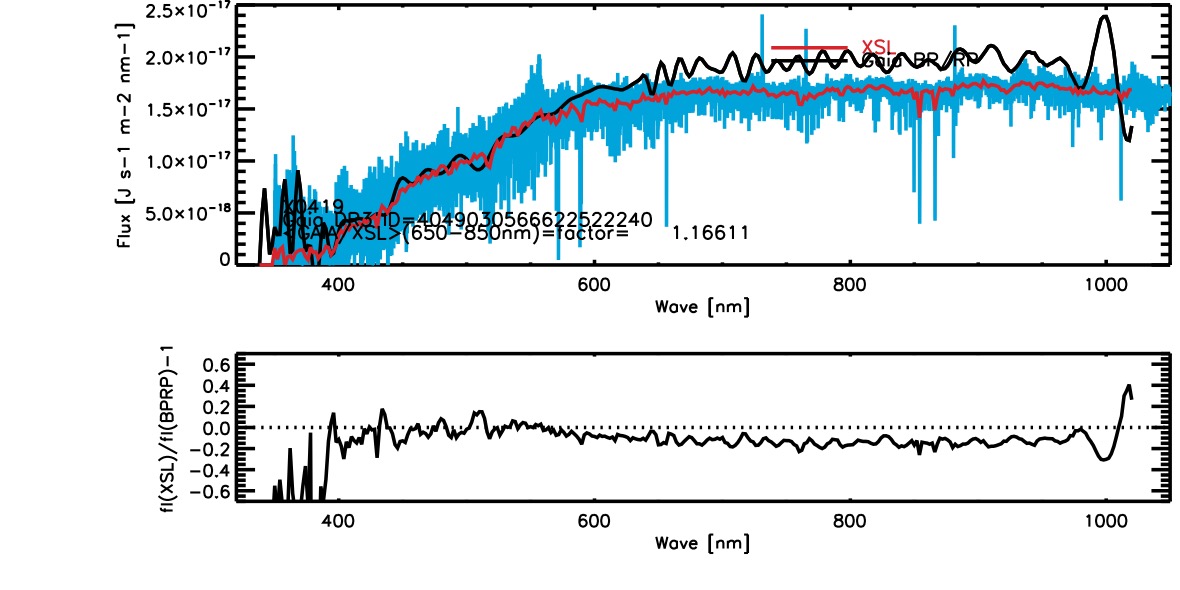 2.5×10−17
2.0×10−17
1.5×10−17
1.0×10−17
5.0×10−18
0
Flux [J s−1 m−2 nm−1]
XSL
Gaia BR/RP
X0419
Gaia DR3 ID=4049030566622522240
<GAIA/XSL>(650−850nm)=factor= 1.16611
400 600 800 1000
Wave [nm]
0.6
0.4
0.2
0.0
−0.2
−0.4
−0.6
fl(XSL)/fl(BPRP)−1
400 600 800 1000
Wave [nm]